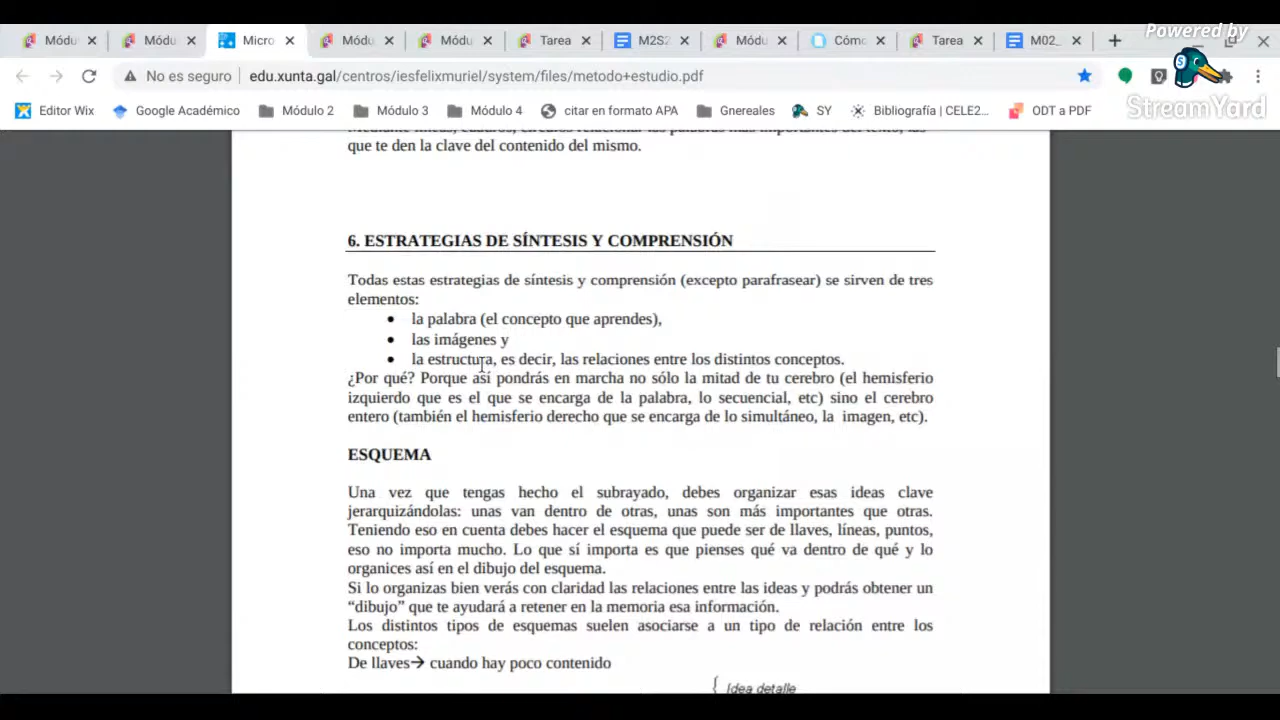 Módu
Módu
Micro
Módu
Módu
Tarea
M2S2
Módu
Cómo
Tarea
M02_
Powered by
StreamYard
No es seguro
edu.xunta.gal/centros/iesfelixmuriel/system/files/metodo+estudio.pdf
Editor Wix
Google Académico
Módulo 2
Módulo 3
Módulo 4
citar en formato APA
Gnereales
SY
Bibliografía | CELE2...
ODT a PDF
Mediante líneas, cuadros, círculos relacionar las palabras más importantes del texto, las
que te den la clave del contenido del mismo.
6. ESTRATEGIAS DE SÍNTESIS Y COMPRENSIÓN
Todas estas estrategias de síntesis y comprensión (excepto parafrasear) se sirven de tres
elementos:
• la palabra (el concepto que aprendes),
• las imágenes y
• la estructura, es decir, las relaciones entre los distintos conceptos.
¿Por qué? Porque así pondrás en marcha no sólo la mitad de tu cerebro (el hemisferio
izquierdo que es el que se encarga de la palabra, lo secuencial, etc) sino el cerebro
entero (también el hemisferio derecho que se encarga de lo simultáneo, la imagen, etc).
ESQUEMA
Una vez que tengas hecho el subrayado, debes organizar esas ideas clave
jerarquizándolas: unas van dentro de otras, unas son más importantes que otras.
Teniendo eso en cuenta debes hacer el esquema que puede ser de llaves, líneas, puntos,
eso no importa mucho. Lo que sí importa es que pienses qué va dentro de qué y lo
organices así en el dibujo del esquema.
Si lo organizas bien verás con claridad las relaciones entre las ideas y podrás obtener un
“dibujo” que te ayudará a retener en la memoria esa información.
Los distintos tipos de esquemas suelen asociarse a un tipo de relación entre los
conceptos:
De llaves→ cuando hay poco contenido
{ Idea detalle